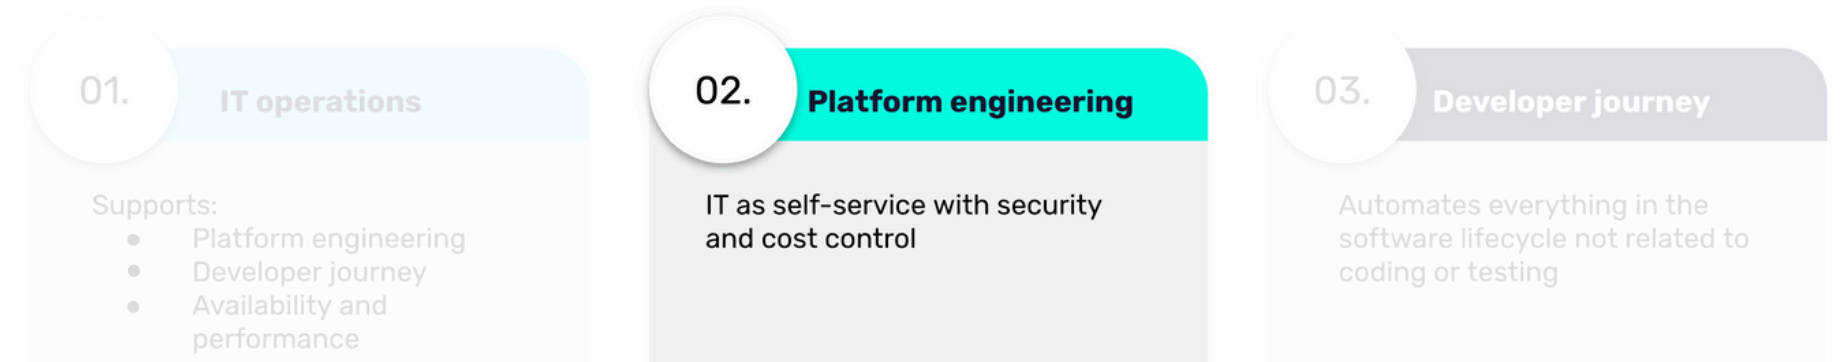 01.
IT operations
Supports:
● Platform engineering
● Developer journey
● Availability and
performance
02.
Platform engineering
IT as self-service with security
and cost control
03.
Developer journey
Automates everything in the
software lifecycle not related to
coding or testing